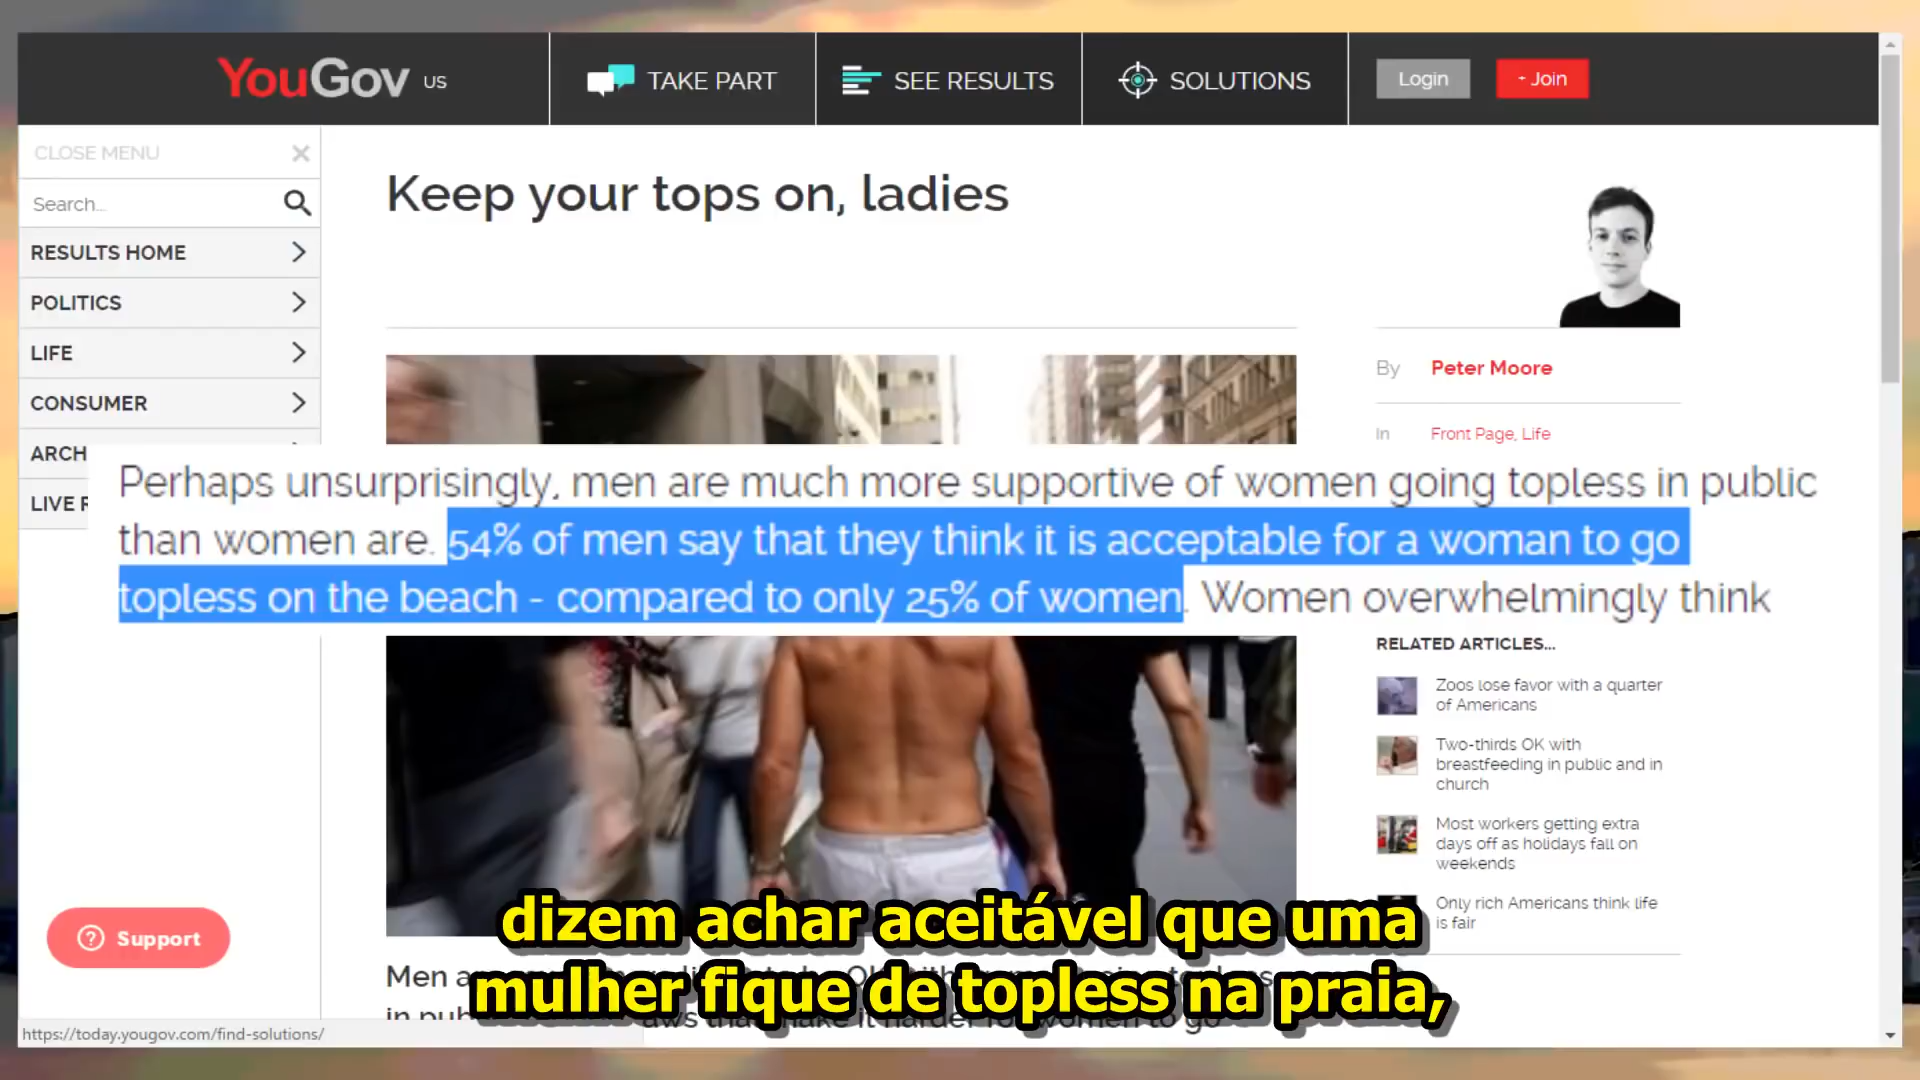 YouGov US
TAKE PART
SEE RESULTS
SOLUTIONS
Login
+ Join
CLOSE MENU
Search...
RESULTS HOME
POLITICS
LIFE
CONSUMER
ARCH
LIVE R
Keep your tops on, ladies
By Peter Moore
In Front Page, Life
Perhaps unsurprisingly, men are much more supportive of women going topless in public
than women are. 54% of men say that they think it is acceptable for a woman to go
topless on the beach - compared to only 25% of women. Women overwhelmingly think
RELATED ARTICLES...
Zoos lose favor with a quarter
of Americans
Two-thirds OK with
breastfeeding in public and in
church
Most workers getting extra
days off as holidays fall on
weekends
Only rich Americans think life
is fair
Support
Men
in
https://today.yougov.com/find-solutions/
dizem achar aceitável que uma
mulher fique de topless na praia,